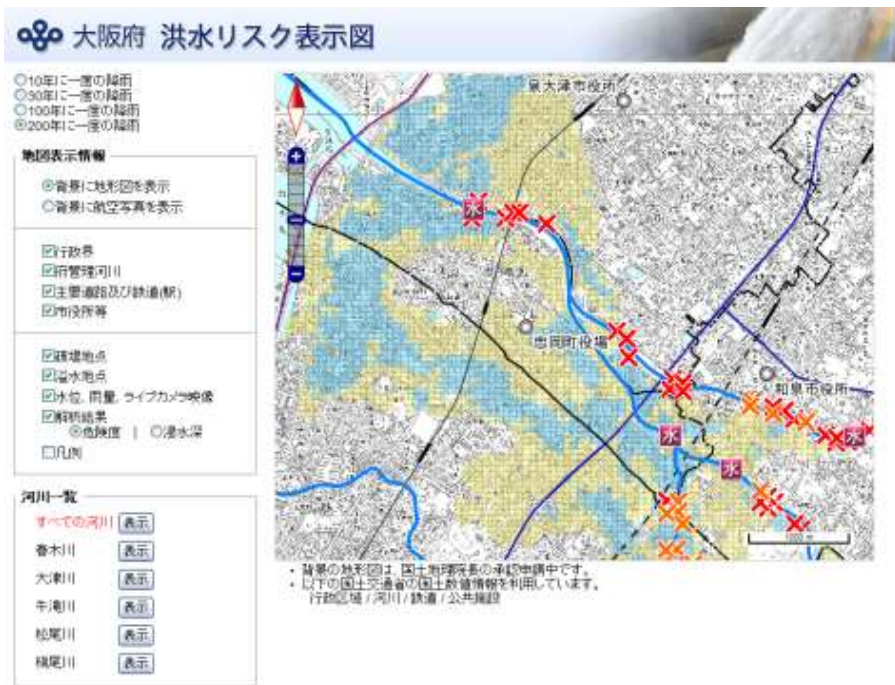 大阪府 洪水リスク表示図
10年に一度の降雨
30年に一度の降雨
100年に一度の降雨
200年に一度の降雨
地図表示情報
背景に地形図を表示
背景に航空写真を表示
行政界
府管理河川
主要道路及び鉄道(駅)
市役所等
破堤地点
溢水地点
水位, 雨量, ライブカメラ映像
解析結果
危険度 | 浸水深
凡例
河川一覧
すべての河川 表示
春木川 表示
大津川 表示
牛滝川 表示
松尾川 表示
槇尾川 表示
泉大津市役所
水
忠岡町役場
和泉市役所
水
水
水
1000 m
・ 背景の地形図は、国土地理院長の承認申請中です。
・ 以下の国土交通省の国土数値情報を利用しています。
行政区域 / 河川 / 鉄道 / 公共施設